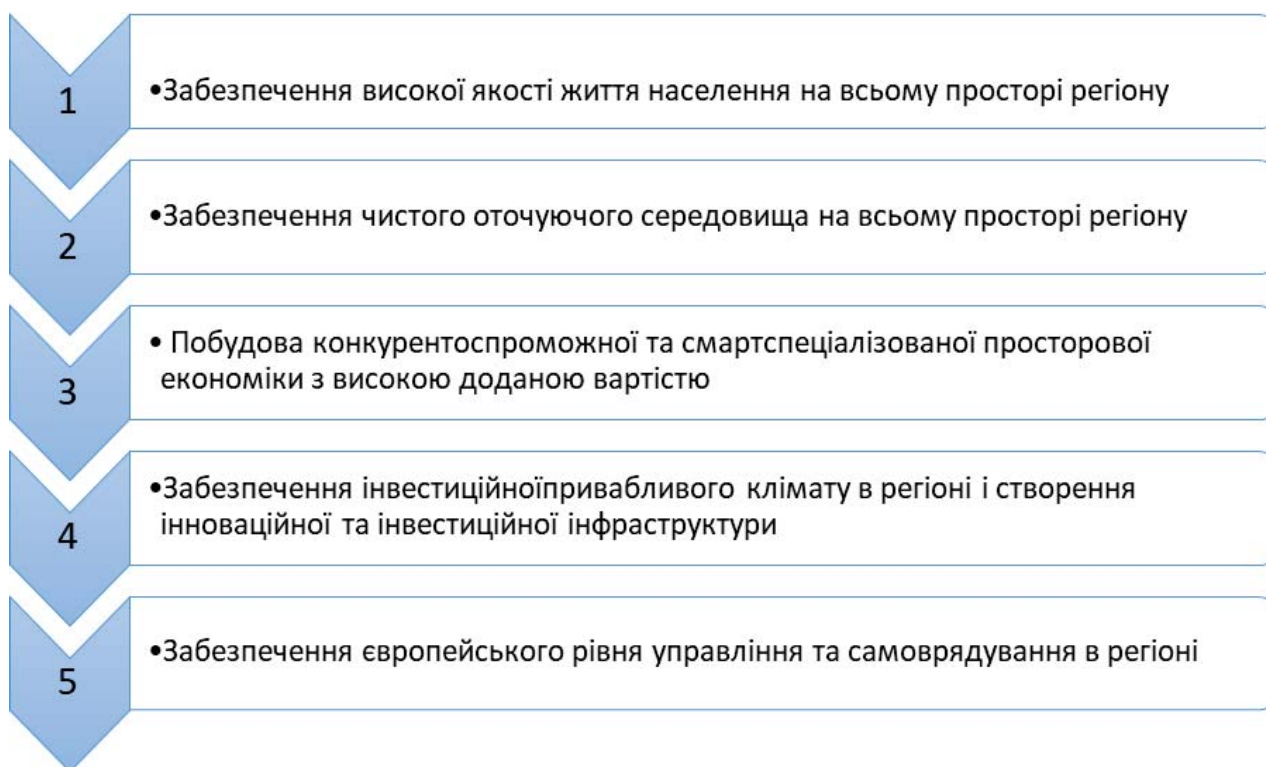 1
•Забезпечення високої якості життя населення на всьому просторі регіону
2
•Забезпечення чистого оточуючого середовища на всьому просторі регіону
3
• Побудова конкурентоспроможної та смартспеціалізованої просторової
економіки з високою доданою вартістю
4
•Забезпечення інвестиційноїпривабливого клімату в регіоні і створення
інноваційної та інвестиційної інфраструктури
5
•Забезпечення європейського рівня управління та самоврядування в регіоні